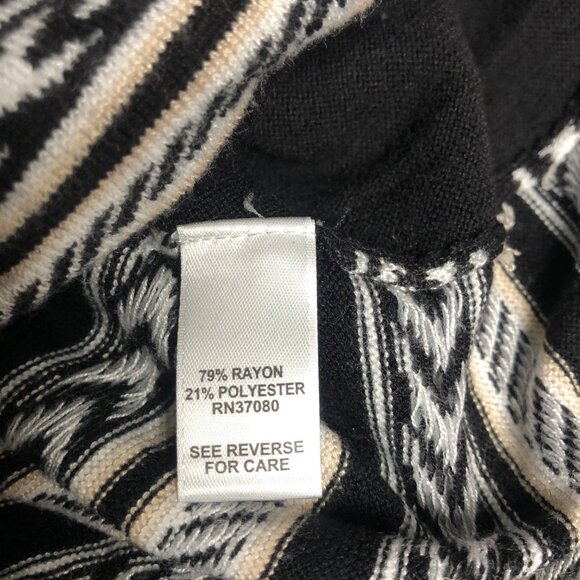 79% RAYON
21% POLYESTER
RN37080
SEE REVERSE
FOR CARE